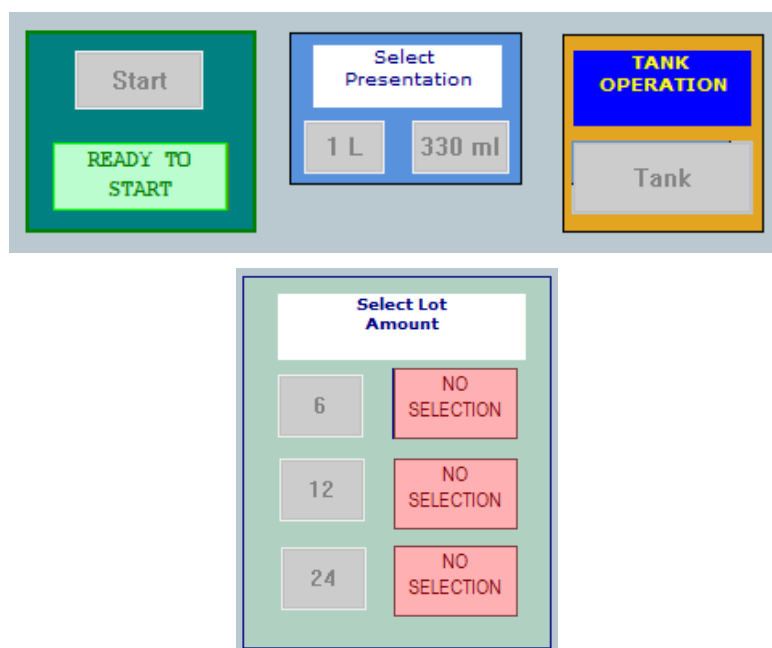 Start
READY TO
START
Select
Presentation
1 L
330 ml
TANK
OPERATION
Tank
Select Lot
Amount
6
NO
SELECTION
12
NO
SELECTION
24
NO
SELECTION